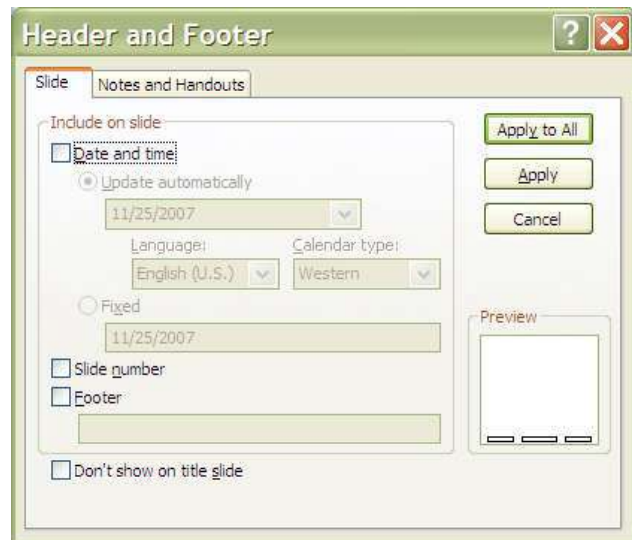 Header and Footer
Slide
Notes and Handouts
Include on slide
Date and time
Update automatically
11/25/2007
Language:
Calendar type:
English (U.S.)
Western
Fixed
11/25/2007
Slide number
Footer
Don't show on title slide
Apply to All
Apply
Cancel
Preview